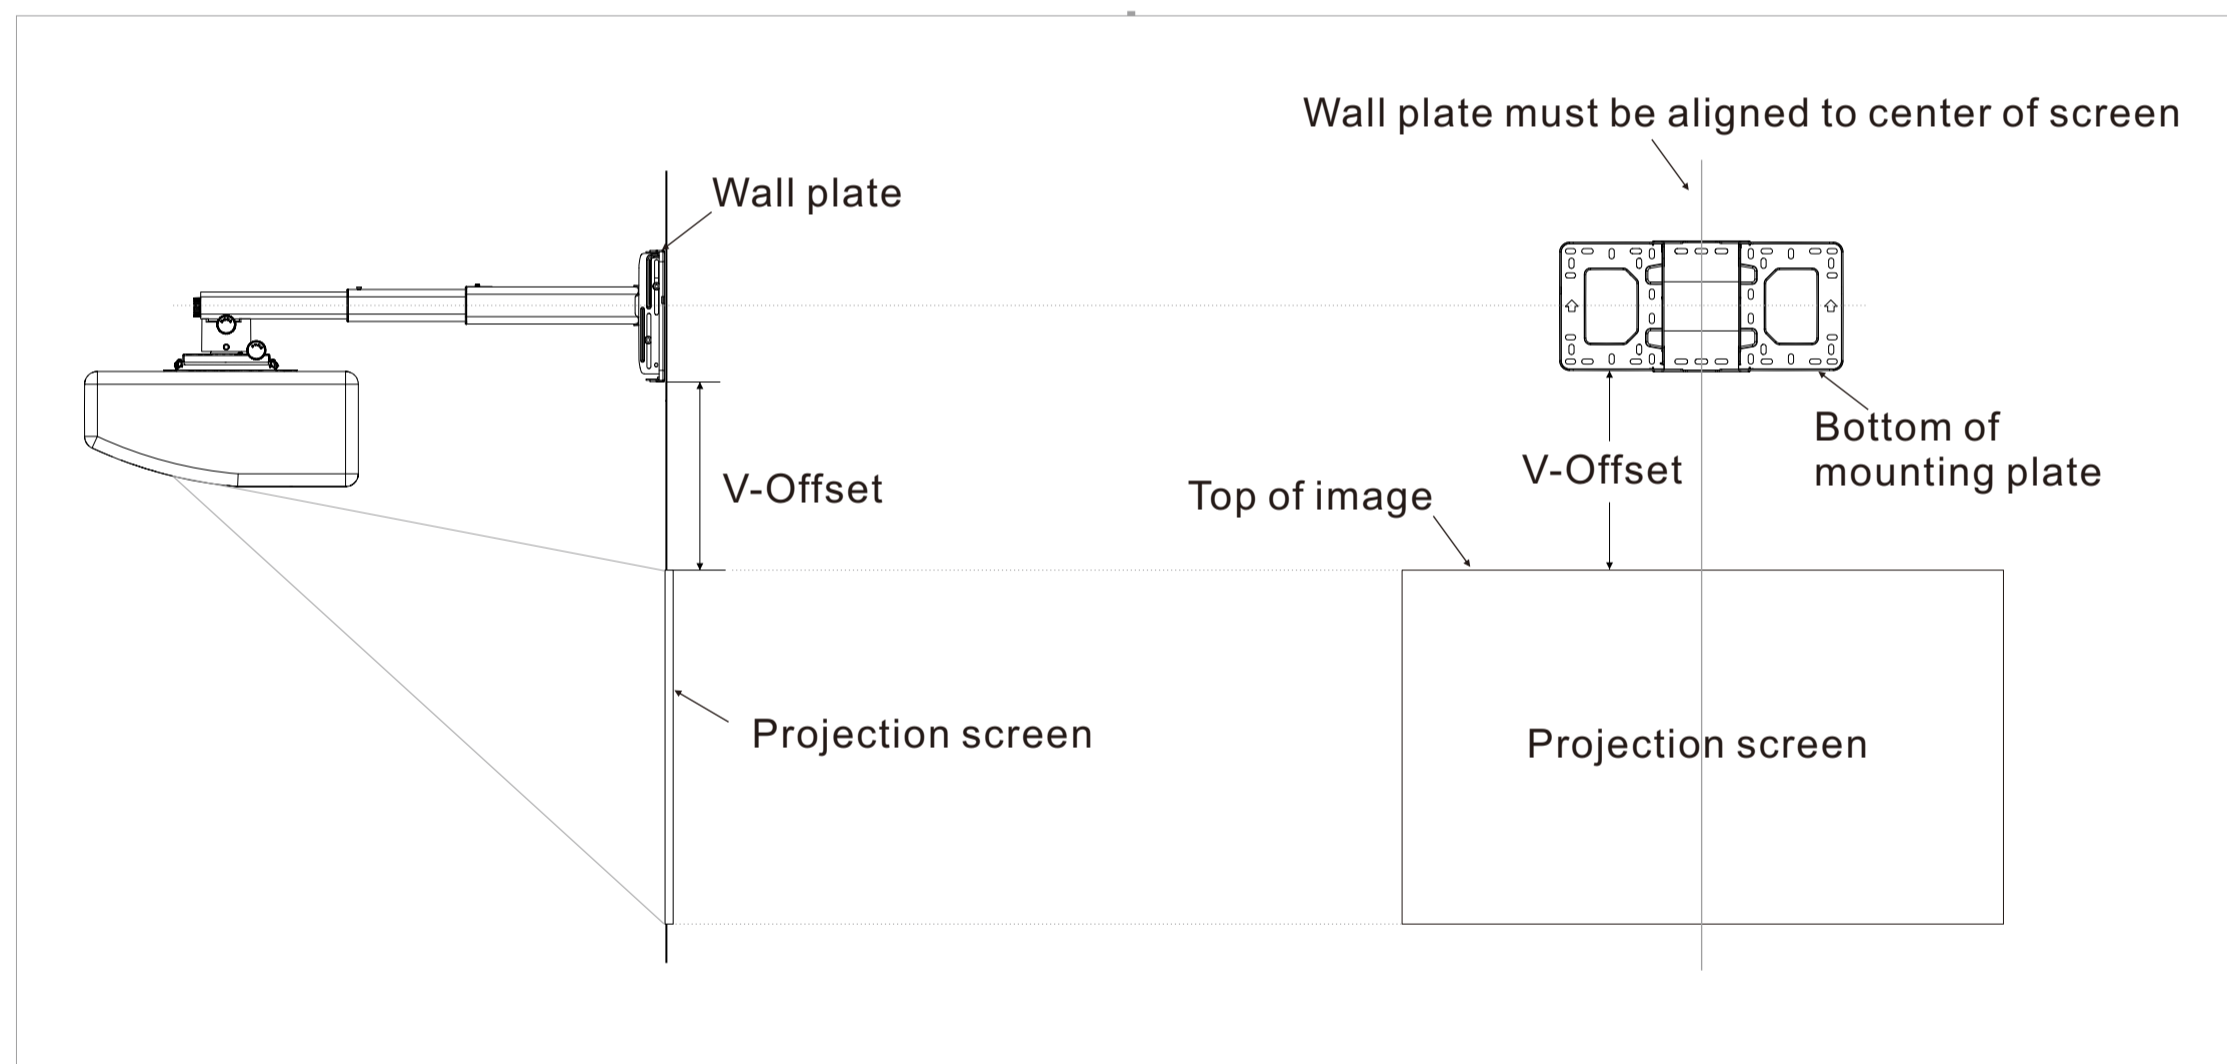 Wall plate must be aligned to center of screen
Wall plate
Bottom of
mounting plate
V-Offset
V-Offset
Top of image
Projection screen
Projection screen